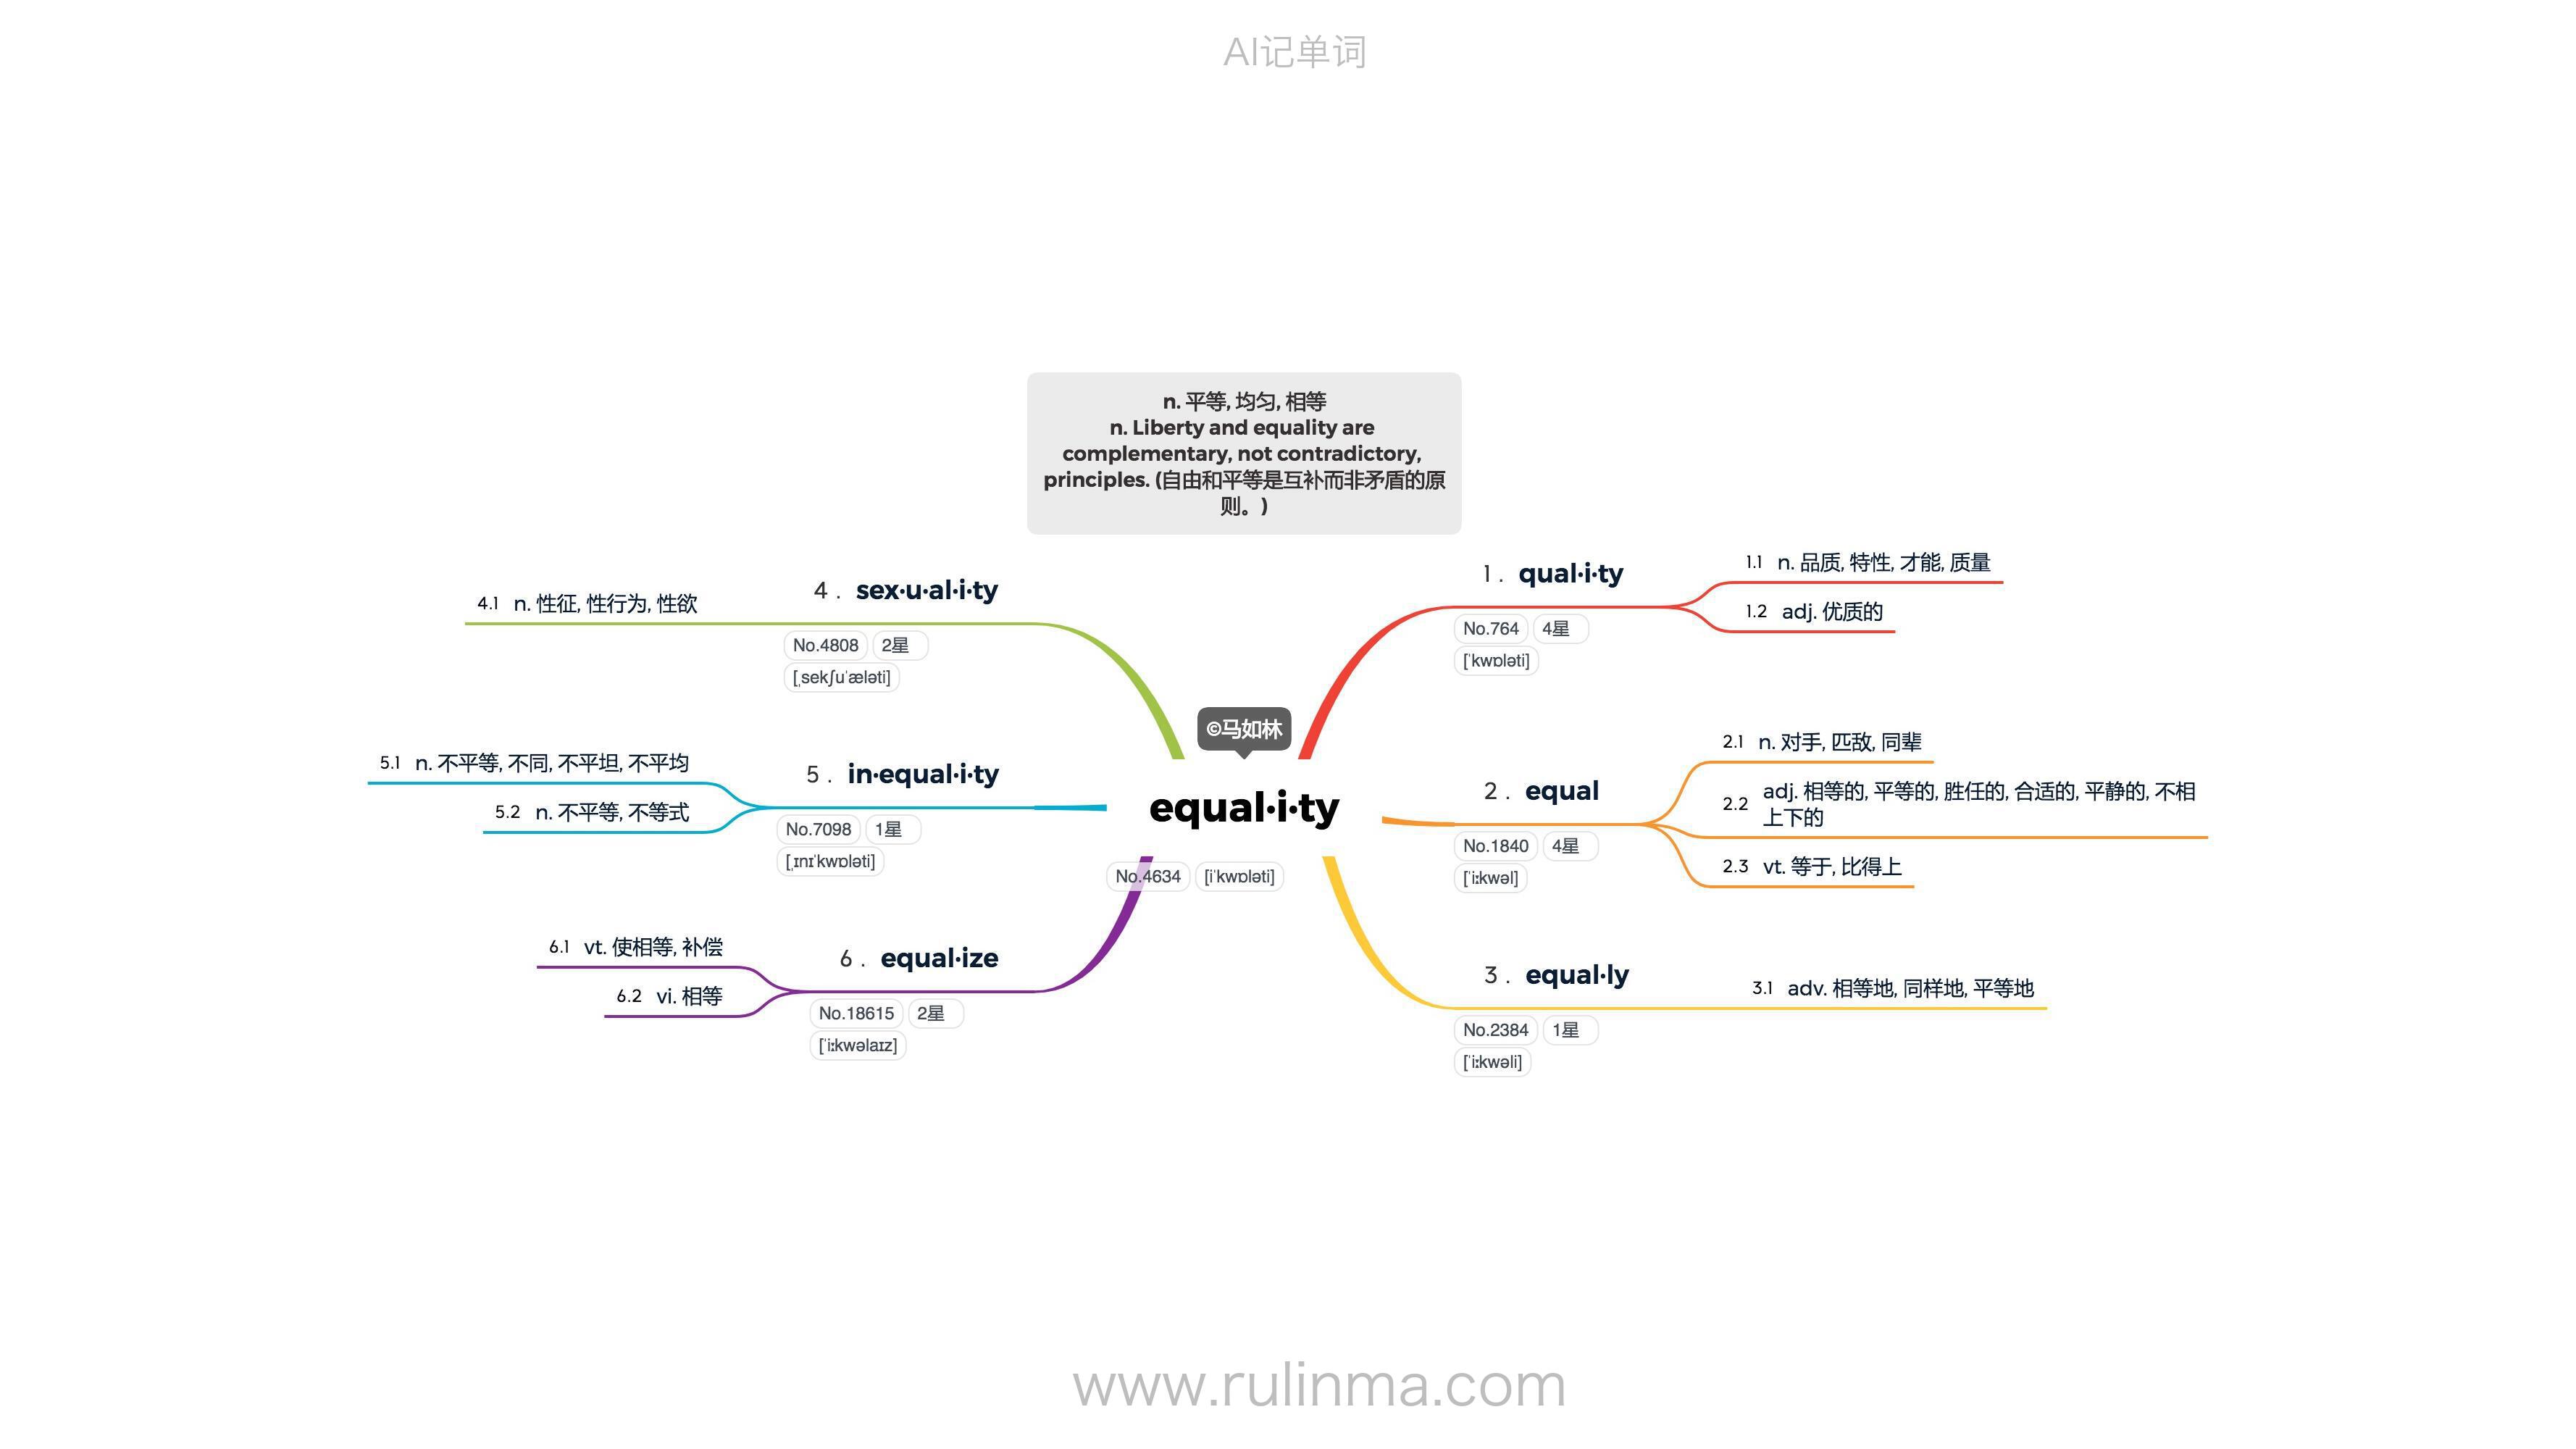 AI记单词
n. 平等, 均匀, 相等
n. Liberty and equality are
complementary, not contradictory,
principles. (自由和平等是互补而非矛盾的原
则。)
©马如林
equal·i·ty
No.4634 [iˈkwɒləti]
1 . qual·i·ty
No.764 4星
[ˈkwɒləti]
1.1 n. 品质, 特性, 才能, 质量
1.2 adj. 优质的
2 . equal
No.1840 4星
[ˈiːkwəl]
2.1 n. 对手, 匹敌, 同辈
2.2 adj. 相等的, 平等的, 胜任的, 合适的, 平静的, 不相
上下的
2.3 vt. 等于, 比得上
3 . equal·ly
No.2384 1星
[ˈiːkwəli]
3.1 adv. 相等地, 同样地, 平等地
4 . sex·u·al·i·ty
No.4808 2星
[ˌsekʃuˈæləti]
4.1 n. 性征, 性行为, 性欲
5 . in·equal·i·ty
No.7098 1星
[ˌɪnɪˈkwɒləti]
5.1 n. 不平等, 不同, 不平坦, 不平均
5.2 n. 不平等, 不等式
6 . equal·ize
No.18615 2星
[ˈiːkwəlaɪz]
6.1 vt. 使相等, 补偿
6.2 vi. 相等
www.rulinma.com